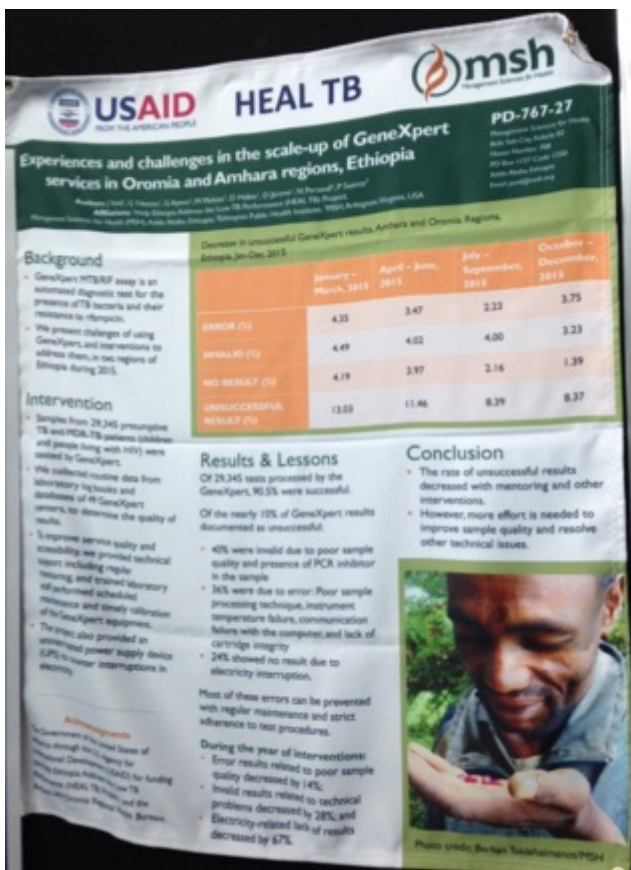 USAID
FROM THE AMERICAN PEOPLE
HEAL TB
msh
Management Sciences for Health
PD-767-27
Experiences and challenges in the scale-up of GeneXpert
services in Oromia and Amhara regions, Ethiopia
Background
• GeneXpert MTB/RIF assay is an
automated diagnostic test for the
presence of TB bacteria and their
resistance to rifampicin.
• We present challenges of using
GeneXpert, and interventions to
address them, in two regions of
Ethiopia during 2015.
Intervention
• Samples from 29,345 presumptive
TB and MDR-TB patients (children
and people living with HIV) were
tested by GeneXpert.
• We collected routine data from
laboratory log books and
databases of 49 GeneXpert
centers, to determine the quality of
results.
• To improve service quality and
accessibility, we provided technical
support including regular
mentoring, and trained laboratory
staff performed scheduled
maintenance and timely calibration
of the GeneXpert equipment.
• The project also provided an
uninterrupted power supply device
(UPS) to counter interruptions in
electricity.
Decrease in unsuccessful GeneXpert results, Amhara and Oromia Regions,
Ethiopia, Jan-Dec 2015
January – March, 2015 April – June, 2015 July – September, 2015 October – December, 2015
ERROR (%) 4.35 3.47 2.23 3.75
INVALID (%) 4.49 4.02 4.00 3.23
NO RESULT (%) 4.19 3.97 2.16 1.39
UNSUCCESSFUL RESULT (%) 13.03 11.46 8.39 8.37
Results & Lessons
Of 29,345 tests processed by the
GeneXpert, 90.5% were successful.
Of the nearly 10% of GeneXpert results
documented as unsuccessful:
• 40% were invalid due to poor sample
quality and presence of PCR inhibitor
in the sample
• 36% were due to error: Poor sample
processing technique, instrument
temperature failure, communication
failure with the computer, and lack of
cartridge integrity
• 24% showed no result due to
electricity interruption.
Most of these errors can be prevented
with regular maintenance and strict
adherence to test procedures.
During the year of interventions:
• Error results related to poor sample
quality decreased by 14%;
• Invalid results related to technical
problems decreased by 28%; and
• Electricity-related lack of results
decreased by 67%.
Conclusion
• The rate of unsuccessful results
decreased with mentoring and other
interventions.
• However, more effort is needed to
improve sample quality and resolve
other technical issues.
Photo credit: Berhan Teklehaimanot/MSH